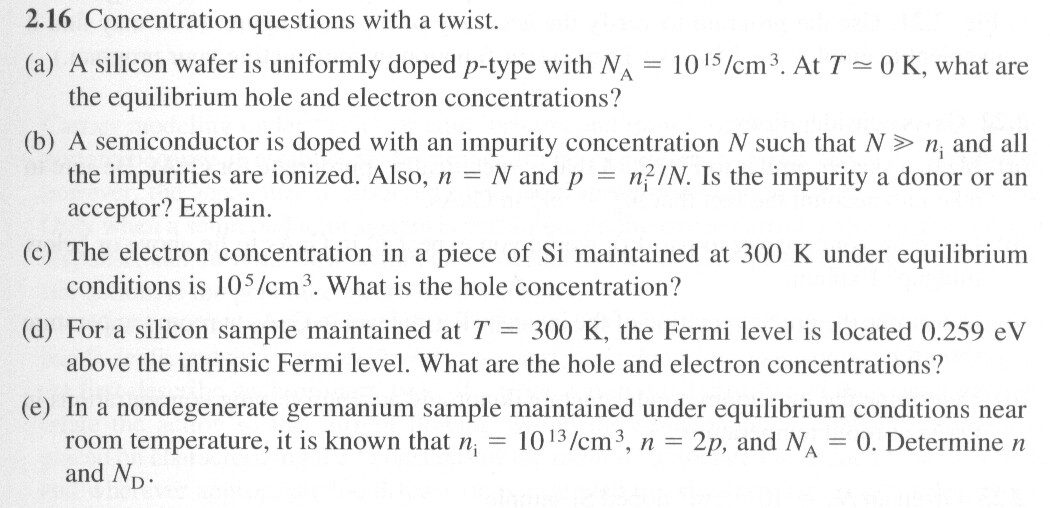 2.16 Concentration questions with a twist.
(a) A silicon wafer is uniformly doped p-type with N_A = 10^15/cm^3. At T ≃ 0 K, what are
the equilibrium hole and electron concentrations?
(b) A semiconductor is doped with an impurity concentration N such that N ≫ n_i and all
the impurities are ionized. Also, n = N and p = n_i^2/N. Is the impurity a donor or an
acceptor? Explain.
(c) The electron concentration in a piece of Si maintained at 300 K under equilibrium
conditions is 10^5/cm^3. What is the hole concentration?
(d) For a silicon sample maintained at T = 300 K, the Fermi level is located 0.259 eV
above the intrinsic Fermi level. What are the hole and electron concentrations?
(e) In a nondegenerate germanium sample maintained under equilibrium conditions near
room temperature, it is known that n_i = 10^13/cm^3, n = 2p, and N_A = 0. Determine n
and N_D.